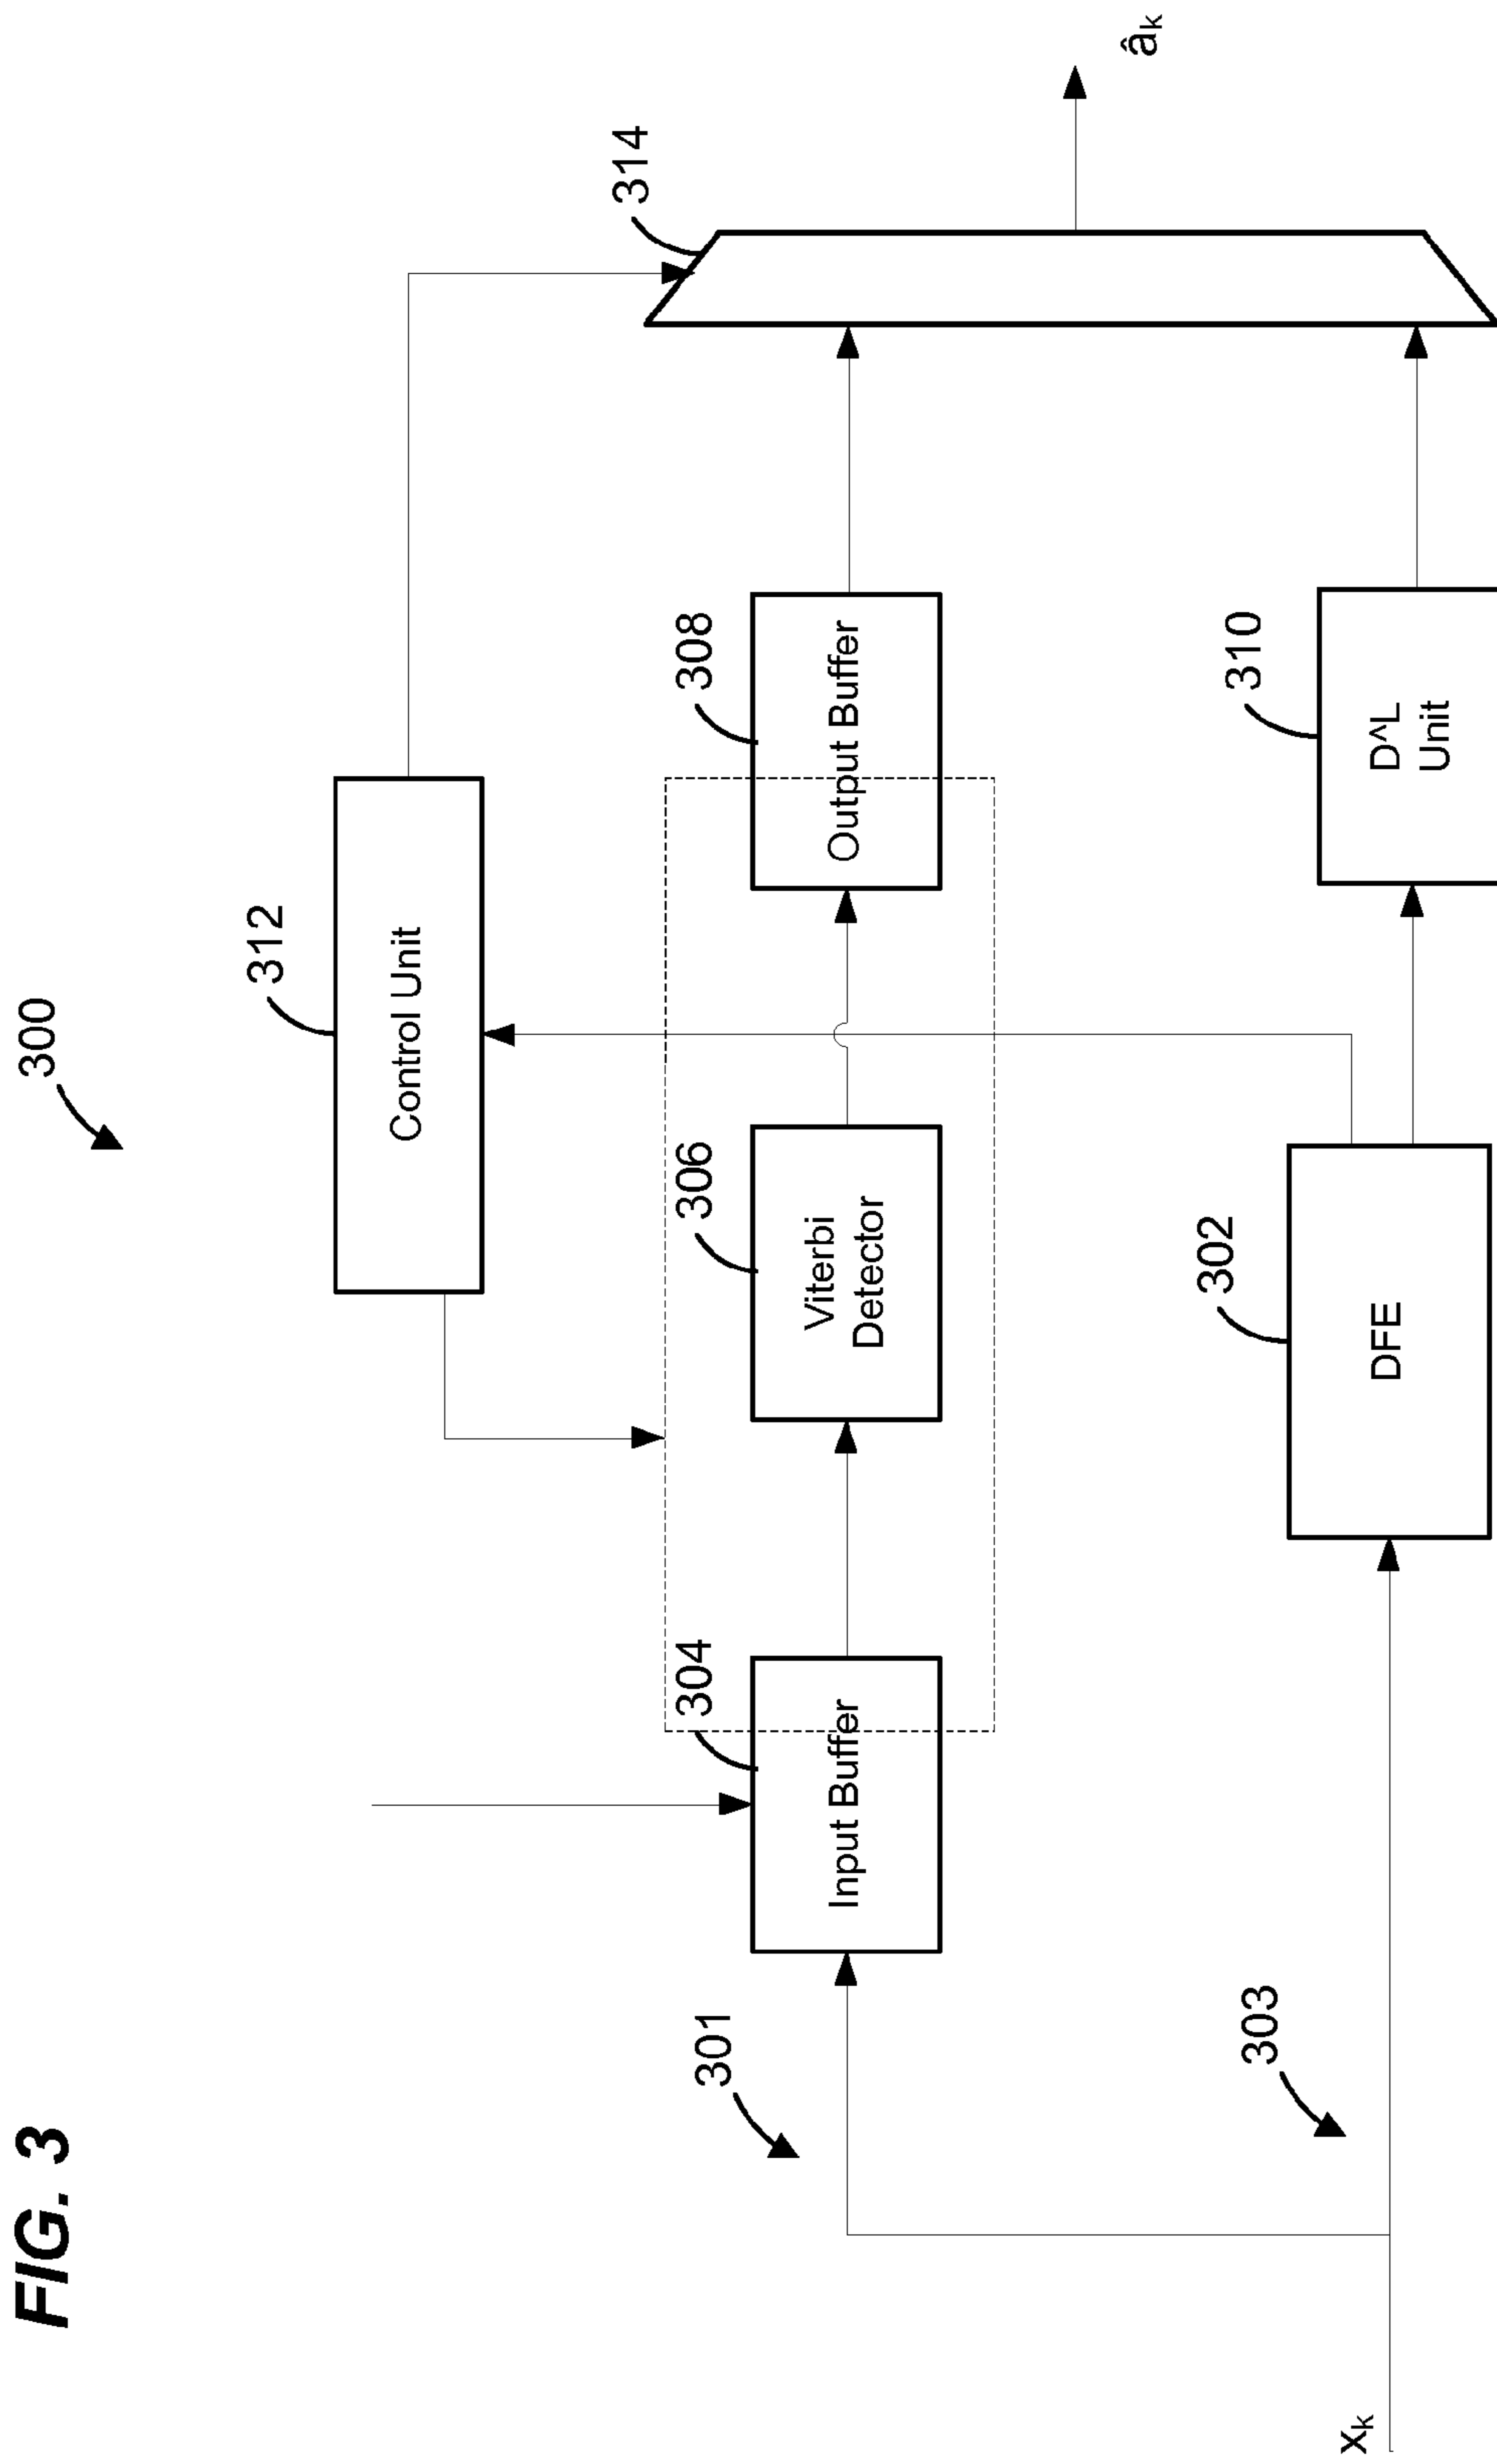 FIG. 3
300
312
Control Unit
314
301
304
Input Buffer
306
Viterbi
Detector
308
Output Buffer
âk
303
302
DFE
310
D^L
Unit
xk